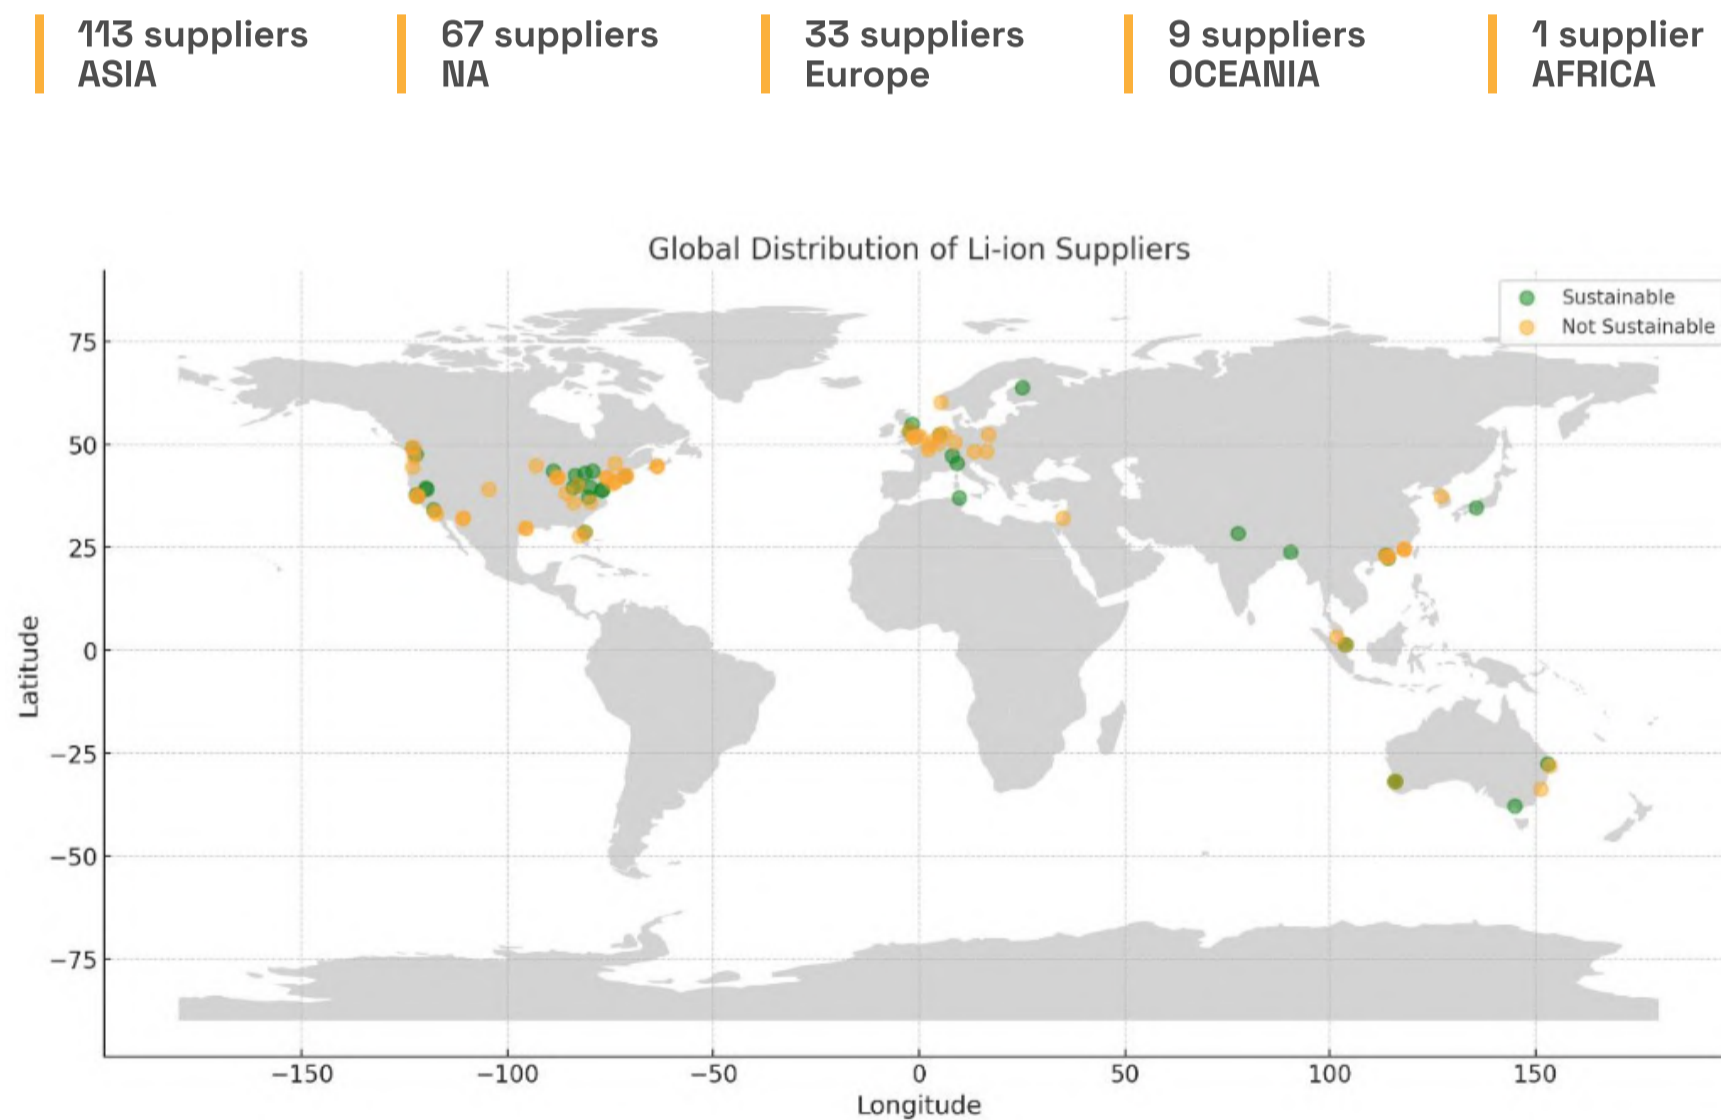 113 suppliers
ASIA
67 suppliers
NA
33 suppliers
Europe
9 suppliers
OCEANIA
1 supplier
AFRICA
Global Distribution of Li-ion Suppliers
Sustainable
Not Sustainable
75
50
25
0
−25
−50
−75
Latitude
−150
−100
−50
0
50
100
150
Longitude